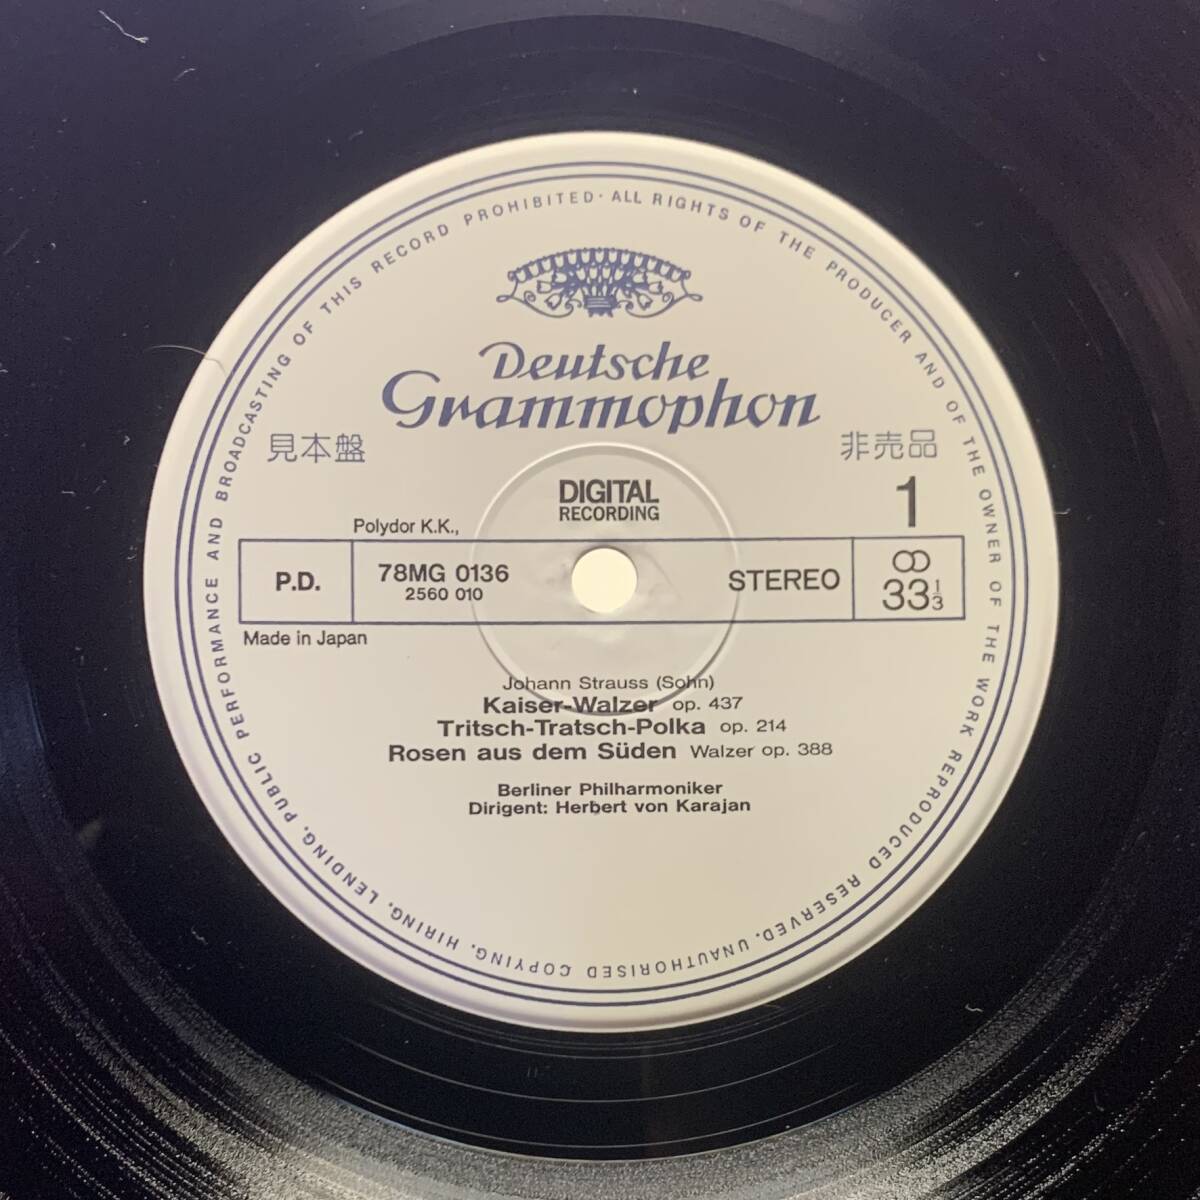 PROHIBITED · ALL RIGHTS OF THE PRODUCER AND OF THE OWNER OF THE WORK REPRODUCED RESERVED. UNAUTHORISED COPYING, HIRING, LENDING, PUBLIC PERFORMANCE AND BROADCASTING OF THIS RECORD
Deutsche
Grammophon
見本盤 非売品
DIGITAL
RECORDING
1
Polydor K.K.,
P.D. 78MG 0136 STEREO 33 1/3
2560 010
Made in Japan
Johann Strauss (Sohn)
Kaiser-Walzer op. 437
Tritsch-Tratsch-Polka op. 214
Rosen aus dem Süden Walzer op. 388
Berliner Philharmoniker
Dirigent: Herbert von Karajan